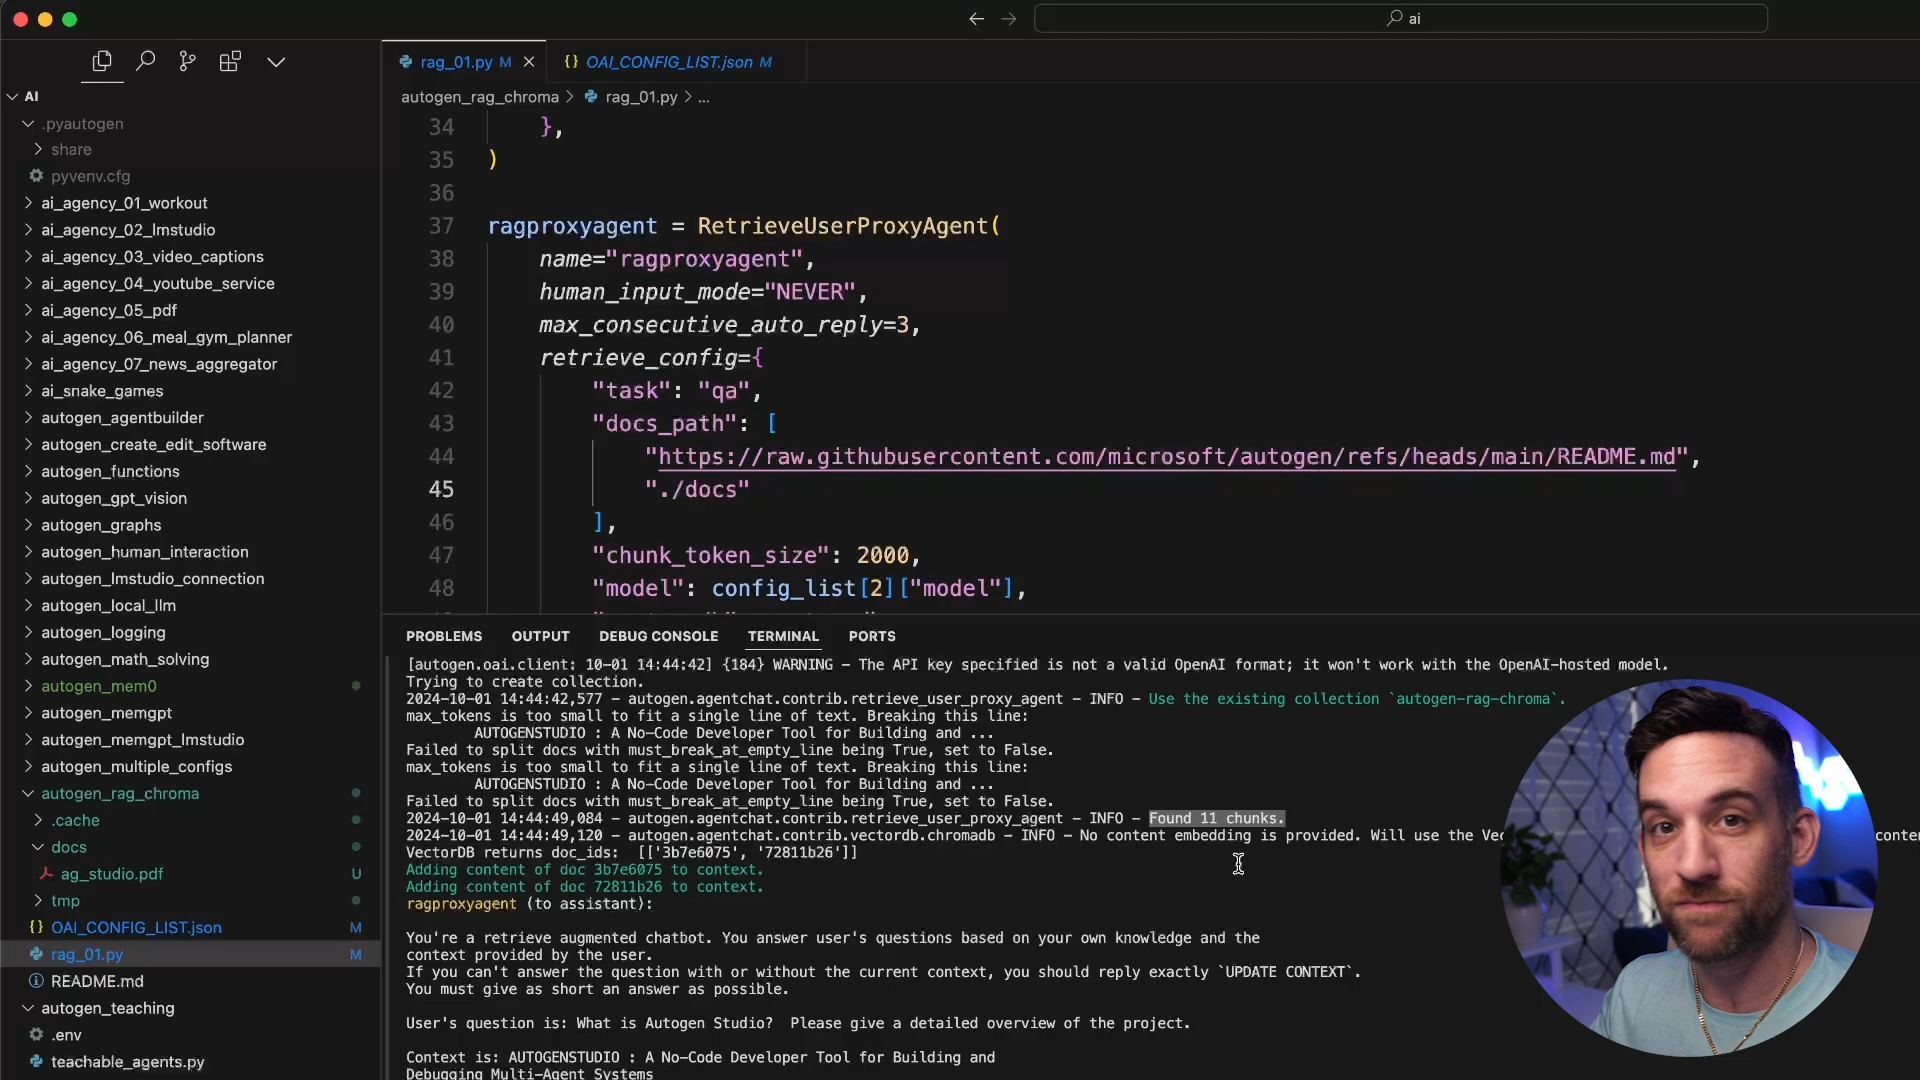 ai
rag_01.py M
{} OAI_CONFIG_LIST.json M
autogen_rag_chroma > rag_01.py > ...
AI
.pyautogen
share
pyvenv.cfg
ai_agency_01_workout
ai_agency_02_lmstudio
ai_agency_03_video_captions
ai_agency_04_youtube_service
ai_agency_05_pdf
ai_agency_06_meal_gym_planner
ai_agency_07_news_aggregator
ai_snake_games
autogen_agentbuilder
autogen_create_edit_software
autogen_functions
autogen_gpt_vision
autogen_graphs
autogen_human_interaction
autogen_lmstudio_connection
autogen_local_llm
autogen_logging
autogen_math_solving
autogen_mem0
autogen_memgpt
autogen_memgpt_lmstudio
autogen_multiple_configs
autogen_rag_chroma
.cache
docs
ag_studio.pdf U
tmp
{} OAI_CONFIG_LIST.json M
rag_01.py M
README.md
autogen_teaching
.env
teachable_agents.py
34 },
35 )
36
37 ragproxyagent = RetrieveUserProxyAgent(
38 name="ragproxyagent",
39 human_input_mode="NEVER",
40 max_consecutive_auto_reply=3,
41 retrieve_config={
42 "task": "qa",
43 "docs_path": [
44 "https://raw.githubusercontent.com/microsoft/autogen/refs/heads/main/README.md",
45 "./docs"
46 ],
47 "chunk_token_size": 2000,
48 "model": config_list[2]["model"],
PROBLEMS OUTPUT DEBUG CONSOLE TERMINAL PORTS
[autogen.oai.client: 10-01 14:44:42] {184} WARNING - The API key specified is not a valid OpenAI format; it won't work with the OpenAI-hosted model.
Trying to create collection.
2024-10-01 14:44:42,577 - autogen.agentchat.contrib.retrieve_user_proxy_agent - INFO - Use the existing collection `autogen-rag-chroma`.
max_tokens is too small to fit a single line of text. Breaking this line:
AUTOGENSTUDIO : A No-Code Developer Tool for Building and ...
Failed to split docs with must_break_at_empty_line being True, set to False.
max_tokens is too small to fit a single line of text. Breaking this line:
AUTOGENSTUDIO : A No-Code Developer Tool for Building and ...
Failed to split docs with must_break_at_empty_line being True, set to False.
2024-10-01 14:44:49,084 - autogen.agentchat.contrib.retrieve_user_proxy_agent - INFO - Found 11 chunks.
2024-10-01 14:44:49,120 - autogen.agentchat.contrib.vectordb.chromadb - INFO - No content embedding is provided. Will use the
VectorDB returns doc_ids: [['3b7e6075', '72811b26']]
Adding content of doc 3b7e6075 to context.
Adding content of doc 72811b26 to context.
ragproxyagent (to assistant):
You're a retrieve augmented chatbot. You answer user's questions based on your own knowledge and the
context provided by the user.
If you can't answer the question with or without the current context, you should reply exactly `UPDATE CONTEXT`.
You must give as short an answer as possible.
User's question is: What is Autogen Studio? Please give a detailed overview of the project.
Context is: AUTOGENSTUDIO : A No-Code Developer Tool for Building and
Debugging Multi-Agent Systems